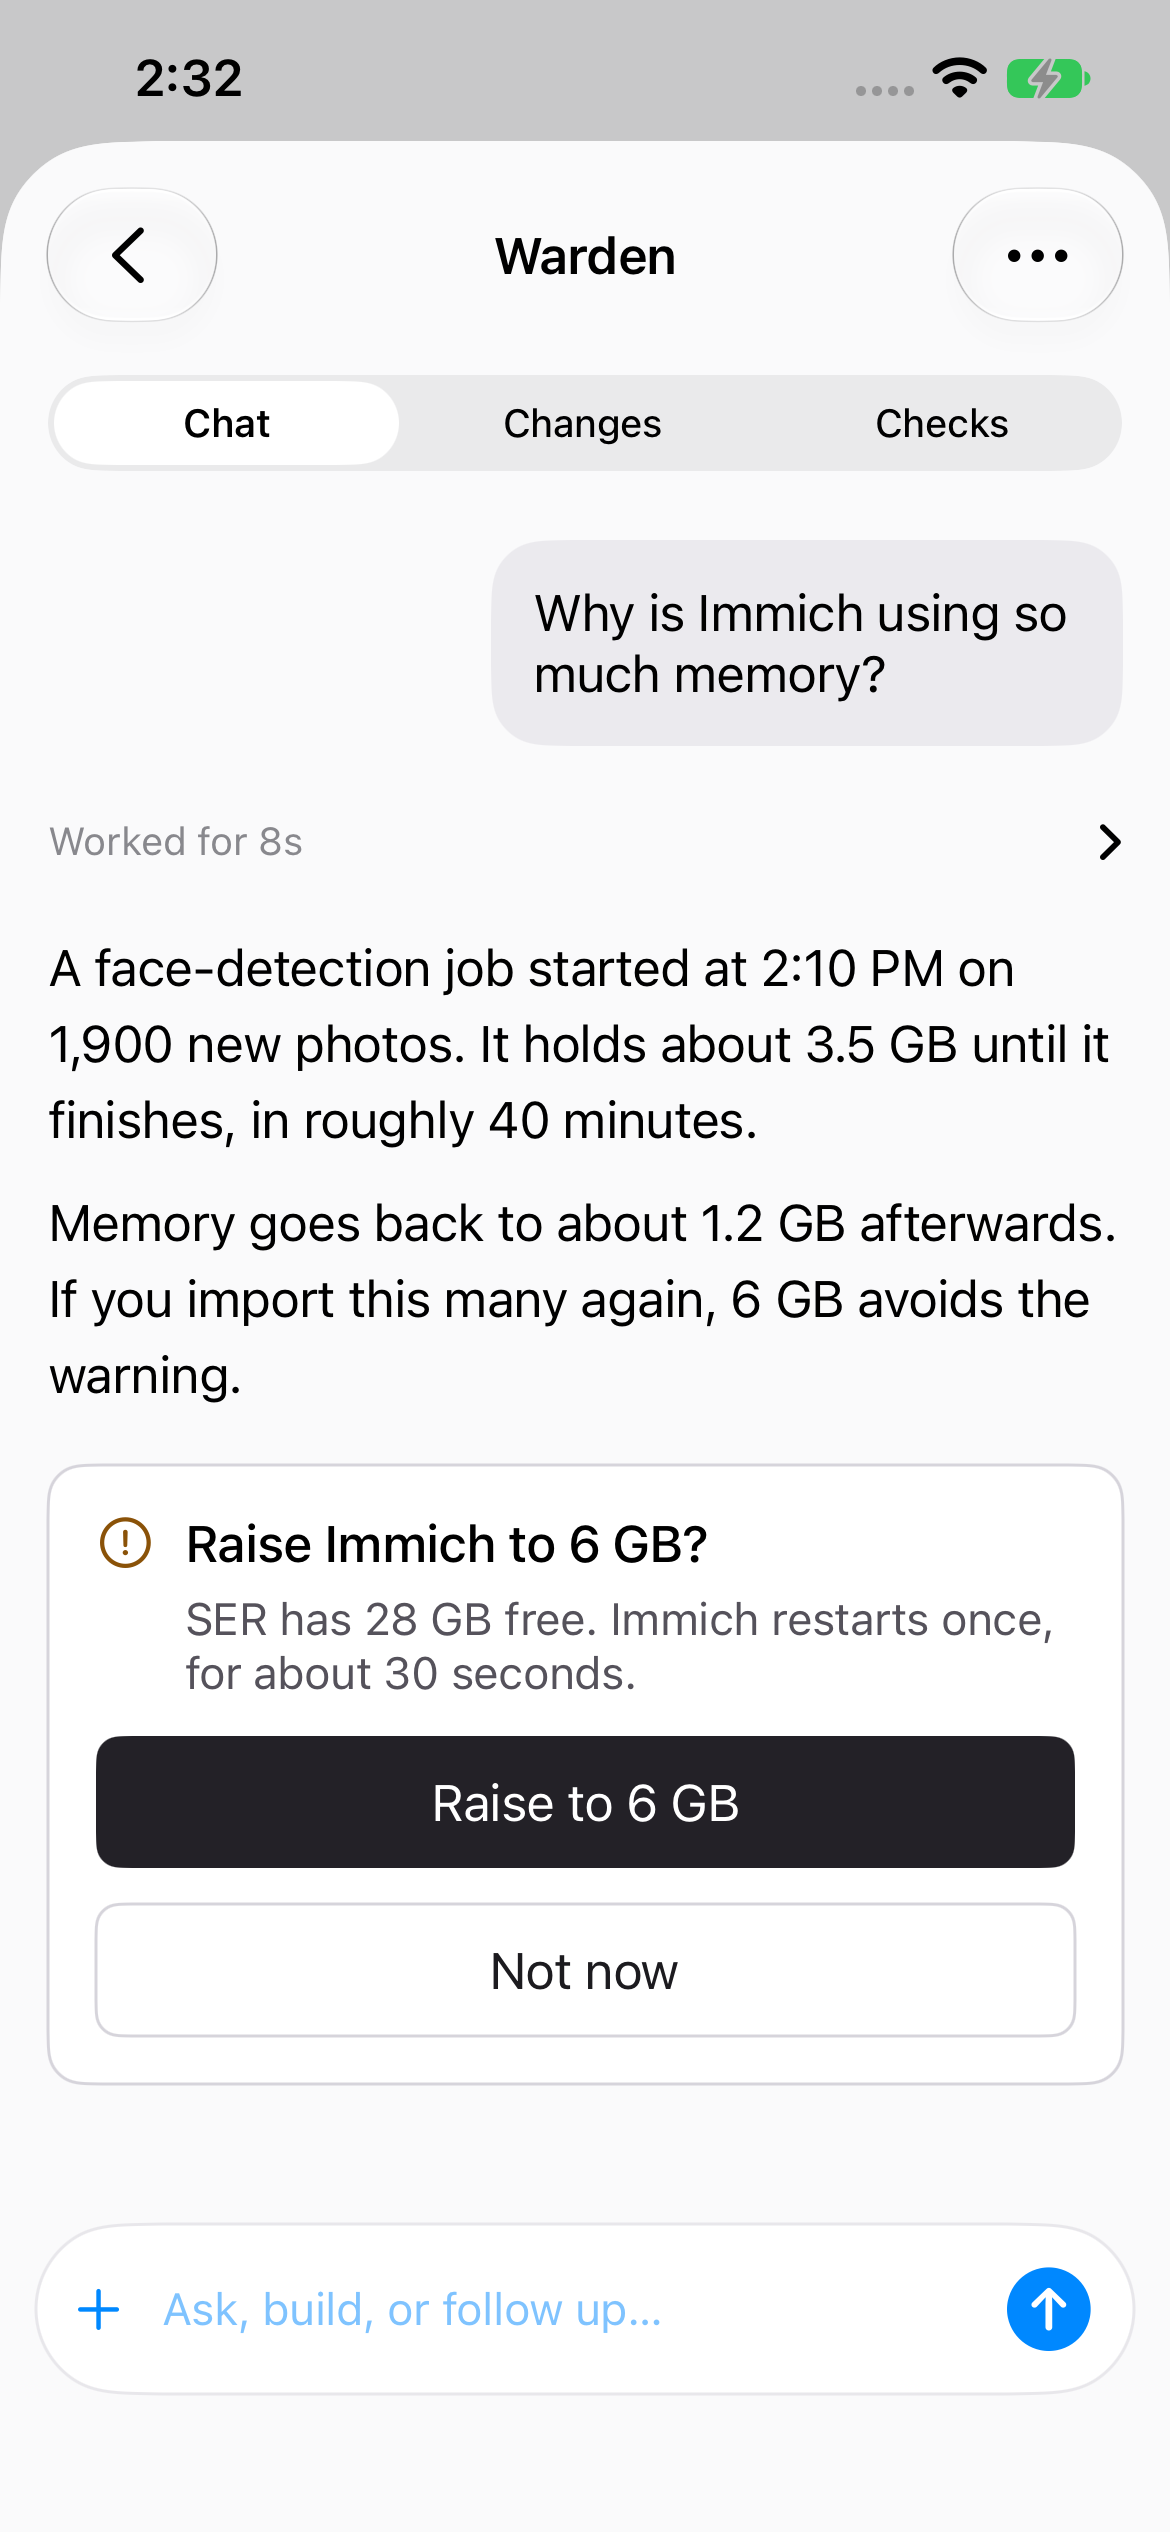 2:32
Warden
Chat
Changes
Checks
Why is Immich using so
much memory?
Worked for 8s
A face-detection job started at 2:10 PM on
1,900 new photos. It holds about 3.5 GB until it
finishes, in roughly 40 minutes.
Memory goes back to about 1.2 GB afterwards.
If you import this many again, 6 GB avoids the
warning.
Raise Immich to 6 GB?
SER has 28 GB free. Immich restarts once,
for about 30 seconds.
Raise to 6 GB
Not now
Ask, build, or follow up...